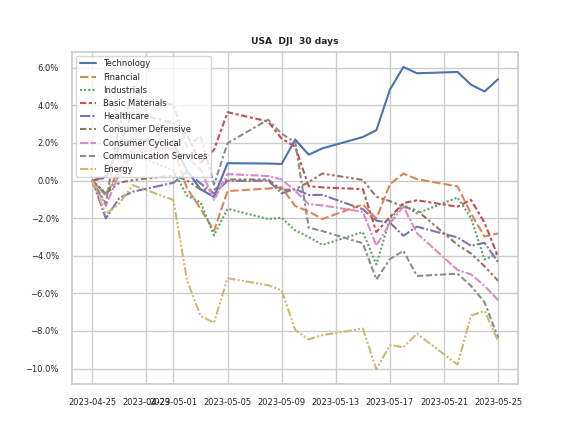 USA DJI 30 days
Technology
Financial
Industrials
Basic Materials
Healthcare
Consumer Defensive
Consumer Cyclical
Communication Services
Energy
6.0%
4.0%
2.0%
0.0%
−2.0%
−4.0%
−6.0%
−8.0%
−10.0%
2023-04-25 2023-04-29 2023-05-01 2023-05-05 2023-05-09 2023-05-13 2023-05-17 2023-05-21 2023-05-25